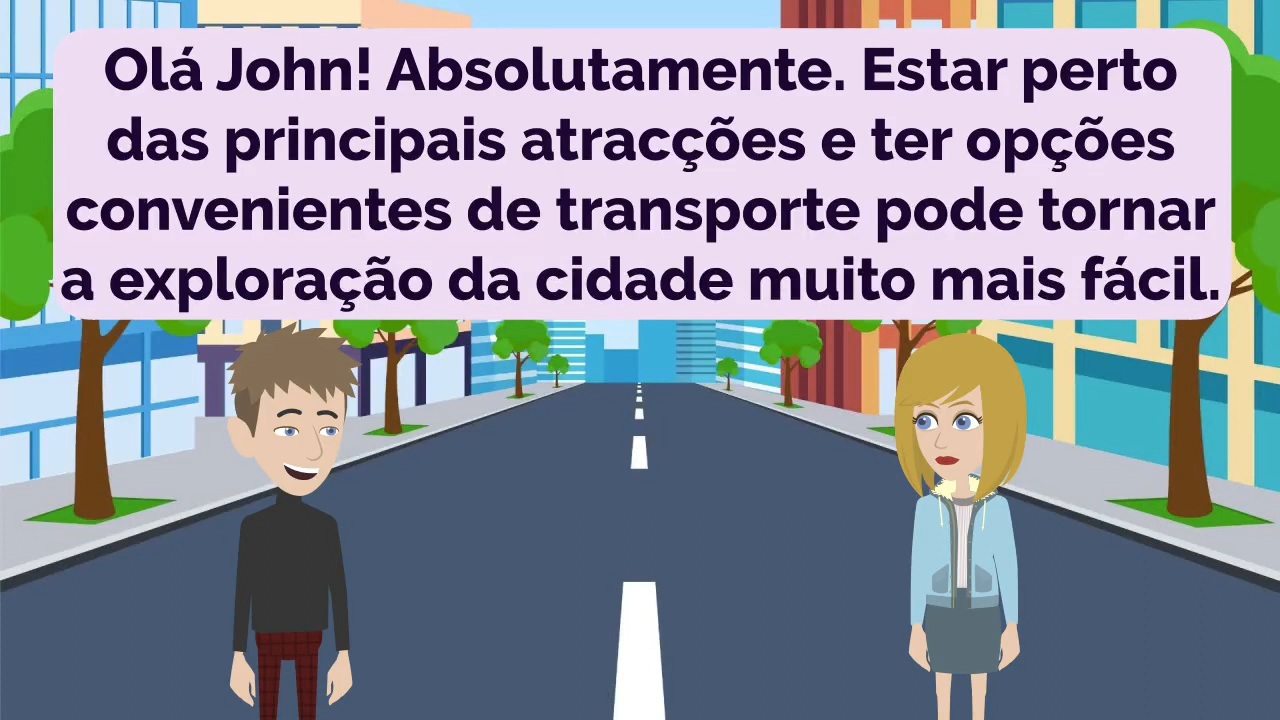 Olá John! Absolutamente. Estar perto
das principais atracções e ter opções
convenientes de transporte pode tornar
a exploração da cidade muito mais fácil.